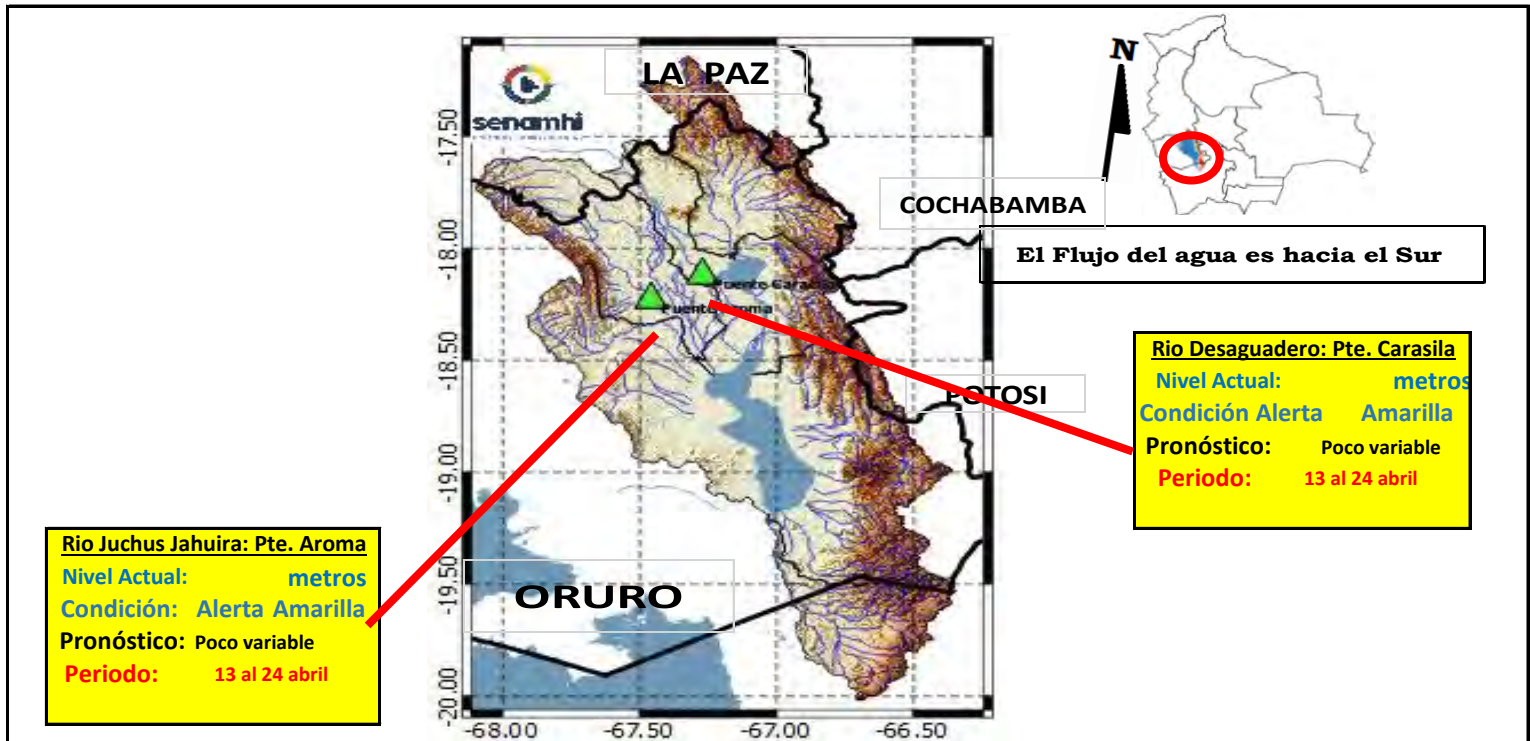 LA PAZ
senamhi
N
COCHABAMBA
El Flujo del agua es hacia el Sur
POTOSI
ORURO
Rio Desaguadero: Pte. Carasila
Nivel Actual: metros
Condición Alerta Amarilla
Pronóstico: Poco variable
Periodo: 13 al 24 abril
Rio Juchus Jahuira: Pte. Aroma
Nivel Actual: metros
Condición: Alerta Amarilla
Pronóstico: Poco variable
Periodo: 13 al 24 abril
-17.50
-18.00
-18.50
-19.00
-19.50
-20.00
-68.00 -67.50 -67.00 -66.50